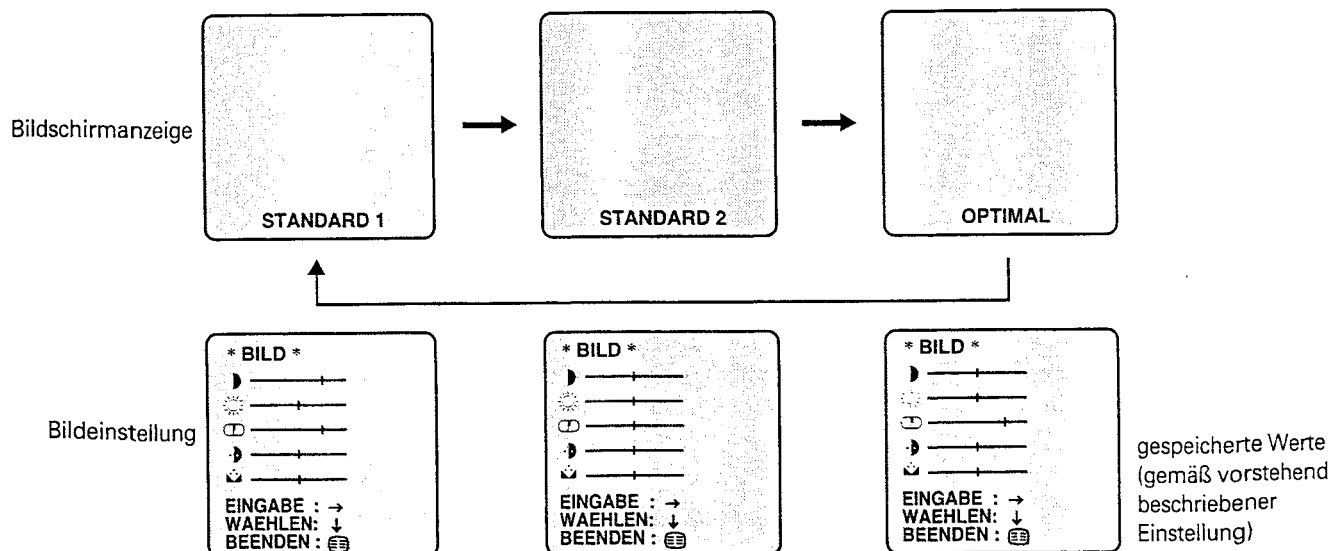 Bildschirmanzeige
STANDARD 1
STANDARD 2
OPTIMAL
Bildeinstellung
* BILD *
EINGABE : →
WAEHLEN: ↓
BEENDEN :
* BILD *
EINGABE : →
WAEHLEN: ↓
BEENDEN :
* BILD *
EINGABE : →
WAEHLEN: ↓
BEENDEN :
gespeicherte Werte
(gemäß vorstehend
beschriebener
Einstellung)